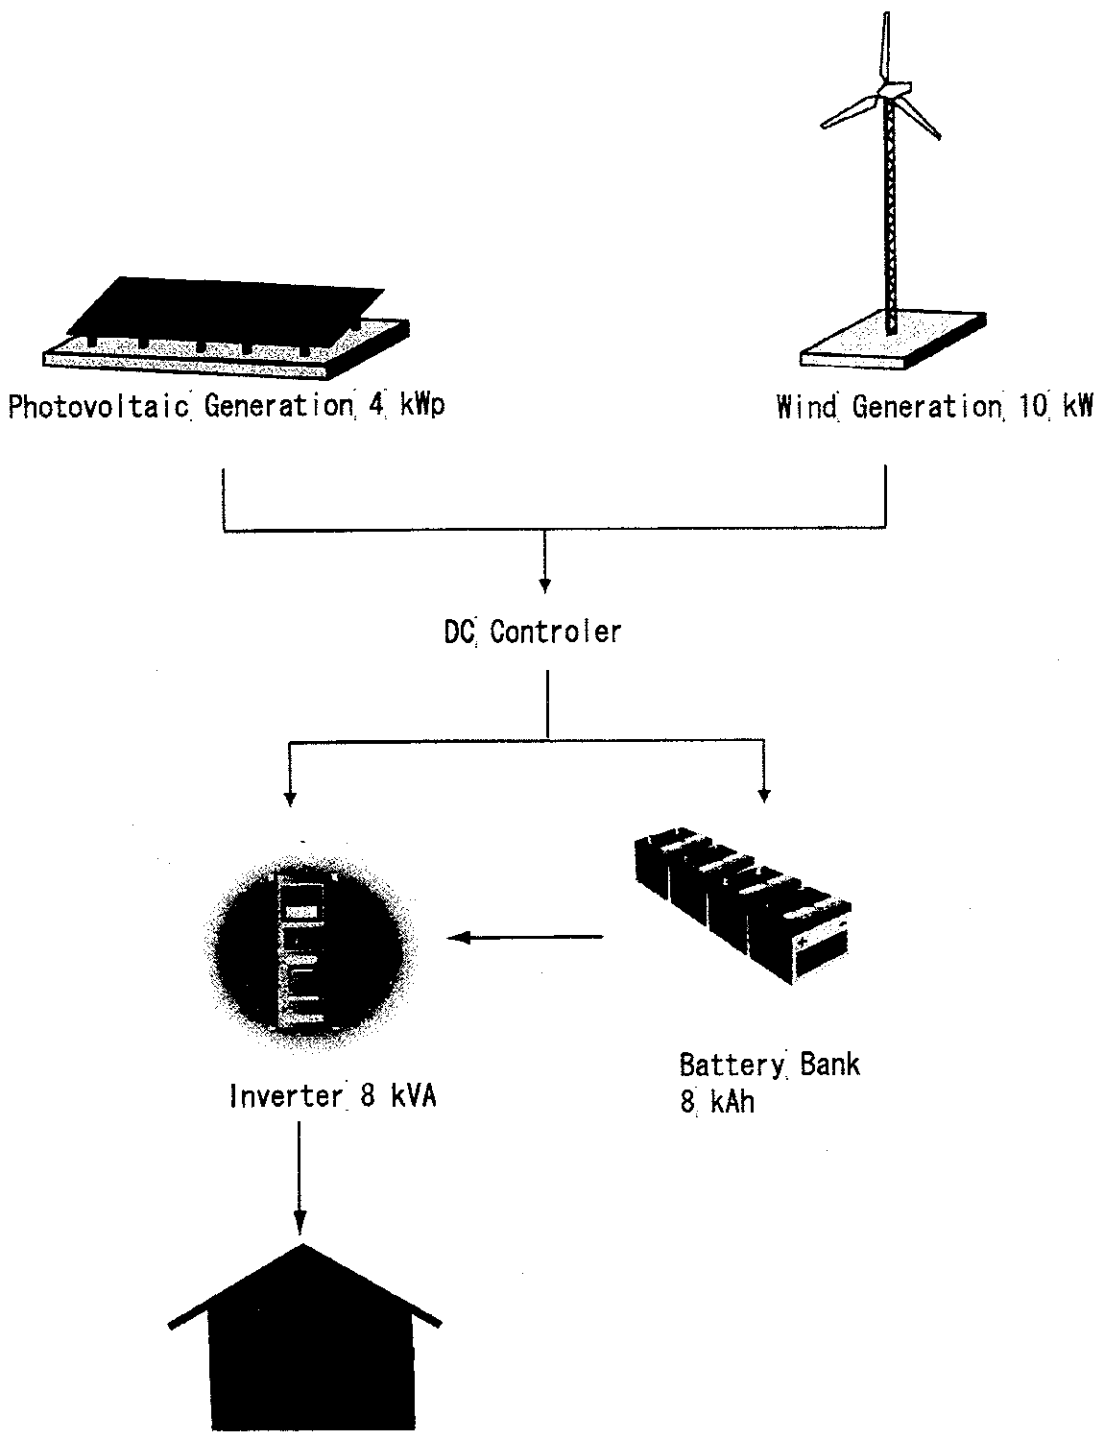 Photovoltaic Generation 4 kWp
Wind Generation 10 kW
DC Controler
Inverter 8 kVA
Battery Bank
8 kAh